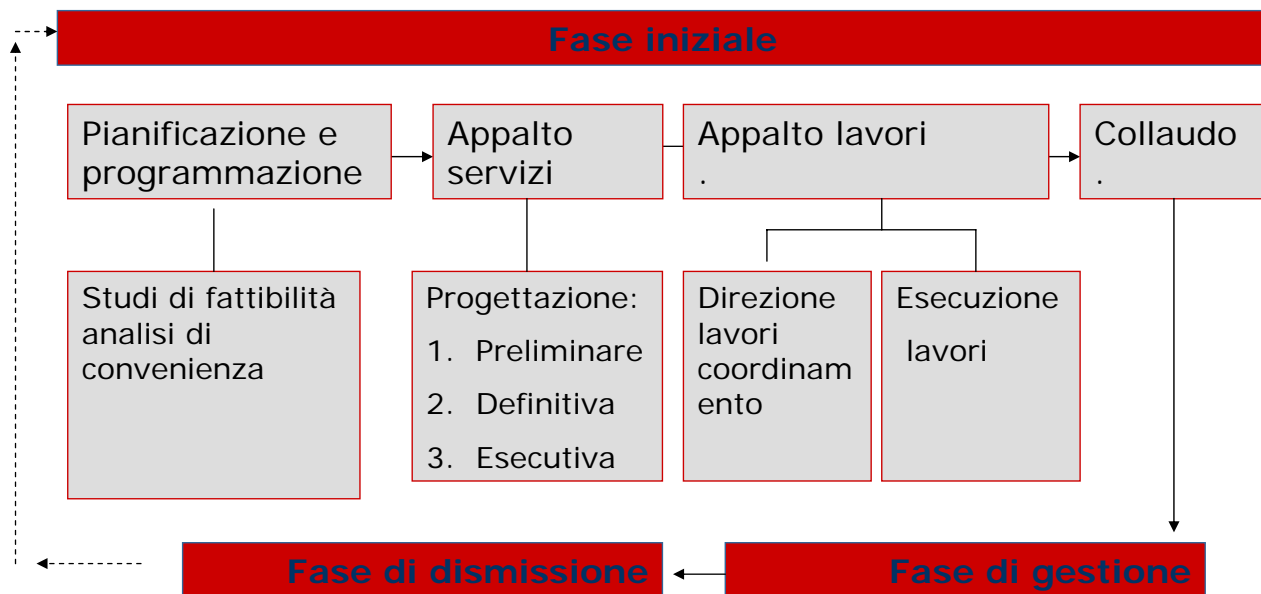 Fase iniziale
Pianificazione e
programmazione
Appalto
servizi
Appalto lavori
.
Collaudo
.
Studi di fattibilità
analisi di
convenienza
Progettazione:
1. Preliminare
2. Definitiva
3. Esecutiva
Direzione
lavori
coordinam
ento
Esecuzione
lavori
Fase di dismissione
Fase di gestione